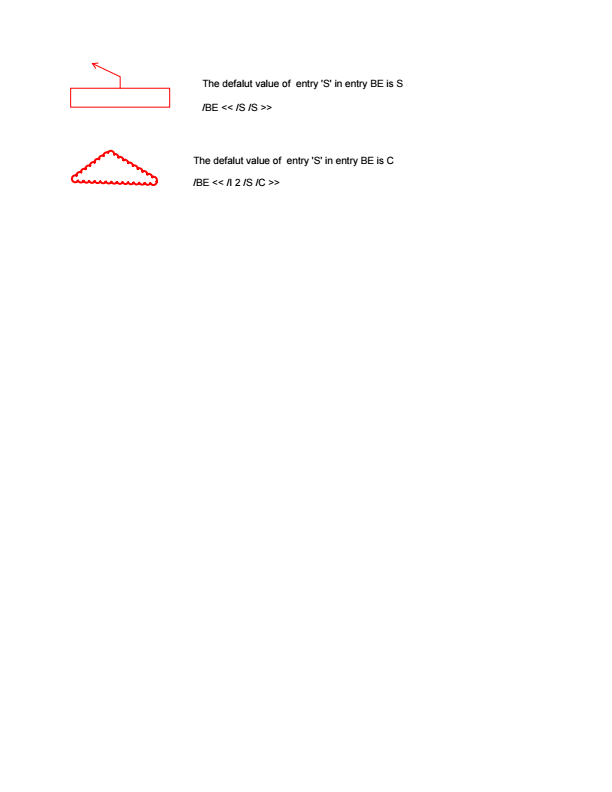 The defalut value of  entry 'S' in entry BE is S
/BE << /S /S >>
The defalut value of  entry 'S' in entry BE is C
/BE << /I 2 /S /C >>